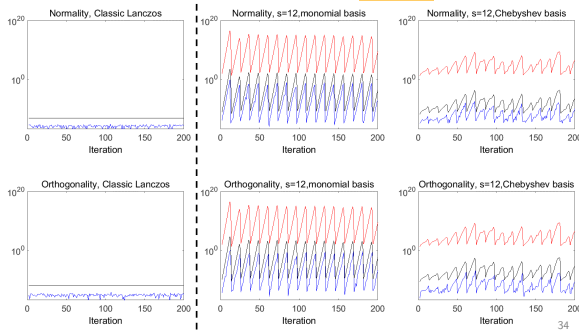 Normality, Classic Lanczos
10^20
10^0
0 50 100 150 200
Iteration
Normality, s=12,monomial basis
10^20
10^0
0 50 100 150 200
Iteration
Normality, s=12,Chebyshev basis
10^20
10^0
0 50 100 150 200
Iteration
Orthogonality, Classic Lanczos
10^20
10^0
0 50 100 150 200
Iteration
Orthogonality, s=12,monomial basis
10^20
10^0
0 50 100 150 200
Iteration
Orthogonality, s=12,Chebyshev basis
10^20
10^0
0 50 100 150 200
Iteration
34